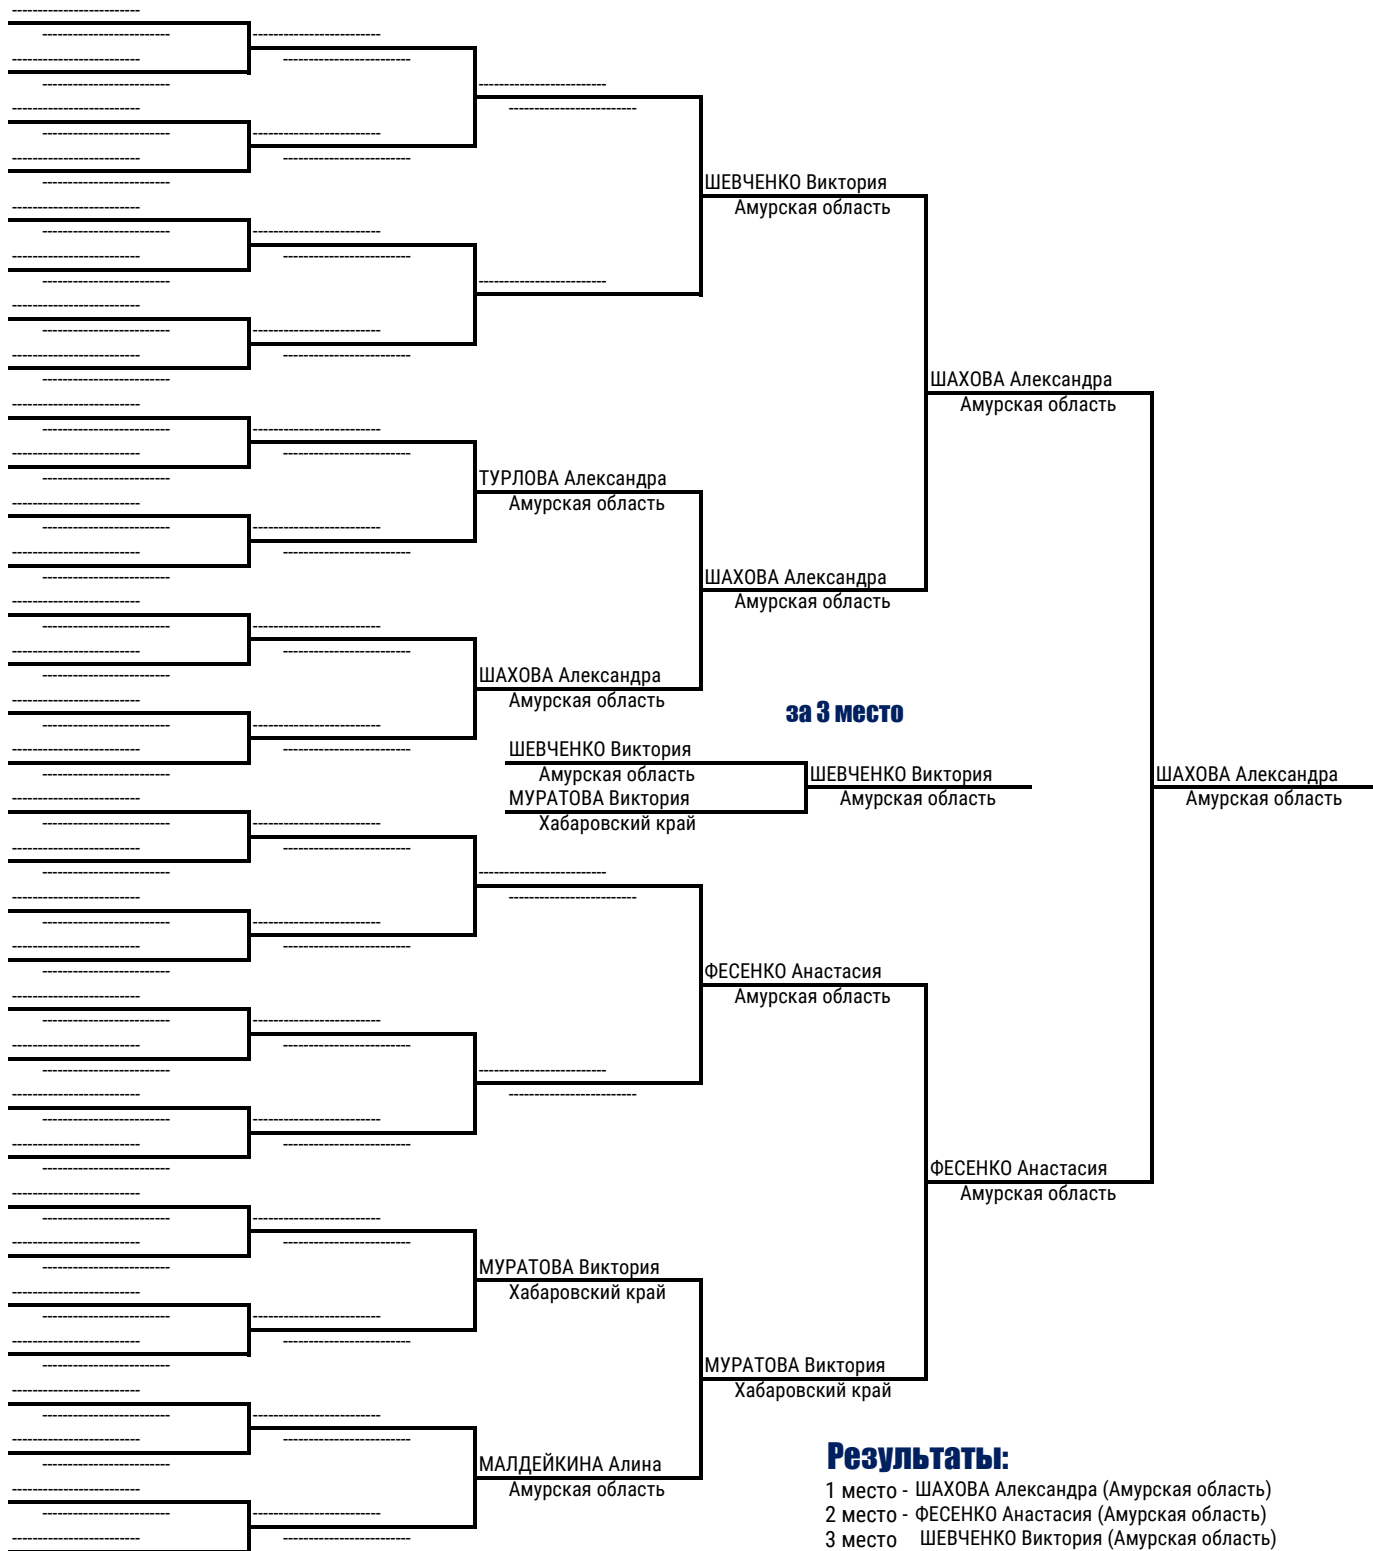 ШЕВЧЕНКО Виктория
Амурская область
ШАХОВА Александра
Амурская область
ТУРЛОВА Александра
Амурская область
ШАХОВА Александра
Амурская область
ШАХОВА Александра
Амурская область
за 3 место
ШЕВЧЕНКО Виктория
Амурская область
МУРАТОВА Виктория
Хабаровский край
ШЕВЧЕНКО Виктория
Амурская область
ШАХОВА Александра
Амурская область
ФЕСЕНКО Анастасия
Амурская область
ФЕСЕНКО Анастасия
Амурская область
МУРАТОВА Виктория
Хабаровский край
МУРАТОВА Виктория
Хабаровский край
МАЛДЕЙКИНА Алина
Амурская область
Результаты:
1 место - ШАХОВА Александра (Амурская область)
2 место - ФЕСЕНКО Анастасия (Амурская область)
3 место ШЕВЧЕНКО Виктория (Амурская область)